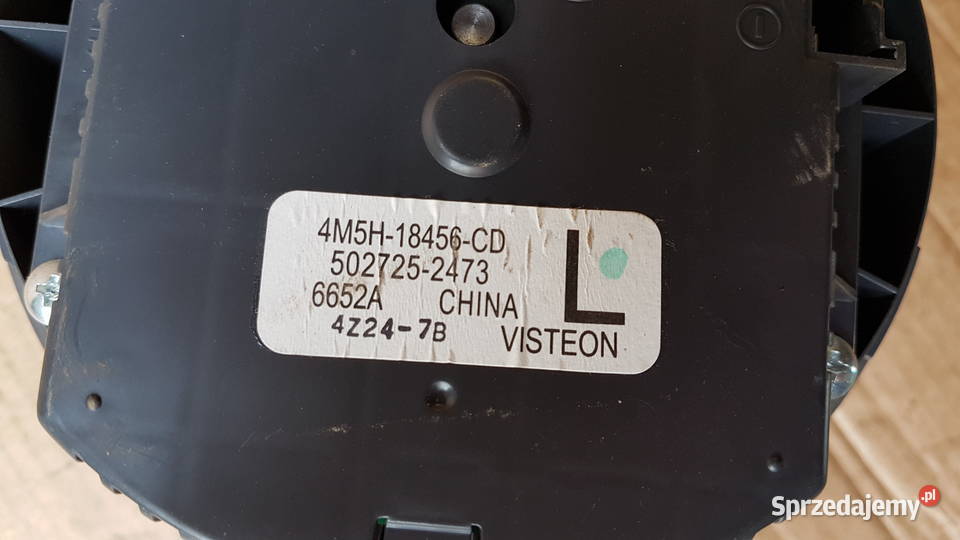 4M5H-18456-CD
502725-2473
6652A CHINA
4Z24-7B
VISTEON
L
Sprzedajemy.pl